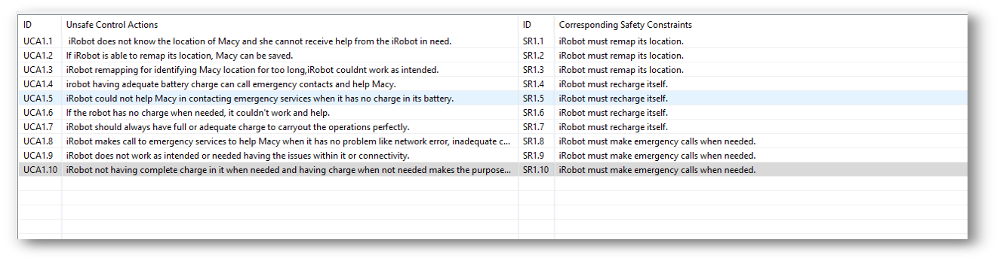 ID Unsafe Control Actions ID Corresponding Safety Constraints
UCA1.1 iRobot does not know the location of Macy and she cannot receive help from the iRobot in need. SR1.1 iRobot must remap its location.
UCA1.2 If iRobot is able to remap its location, Macy can be saved. SR1.2 iRobot must remap its location.
UCA1.3 iRobot remapping for identifying Macy location for too long,iRobot couldnt work as intended. SR1.3 iRobot must remap its location.
UCA1.4 irobot having adequate battery charge can call emergency contacts and help Macy. SR1.4 iRobot must recharge itself.
UCA1.5 iRobot could not help Macy in contacting emergency services when it has no charge in its battery. SR1.5 iRobot must recharge itself.
UCA1.6 If the robot has no charge when needed, it couldn't work and help. SR1.6 iRobot must recharge itself.
UCA1.7 iRobot should always have full or adequate charge to carryout the operations perfectly. SR1.7 iRobot must recharge itself.
UCA1.8 iRobot makes call to emergency services to help Macy when it has no problem like network error, inadequate c... SR1.8 iRobot must make emergency calls when needed.
UCA1.9 iRobot does not work as intended or needed having the issues within it or connectivity. SR1.9 iRobot must make emergency calls when needed.
UCA1.10 iRobot not having complete charge in it when needed and having charge when not needed makes the purpose... SR1.10 iRobot must make emergency calls when needed.